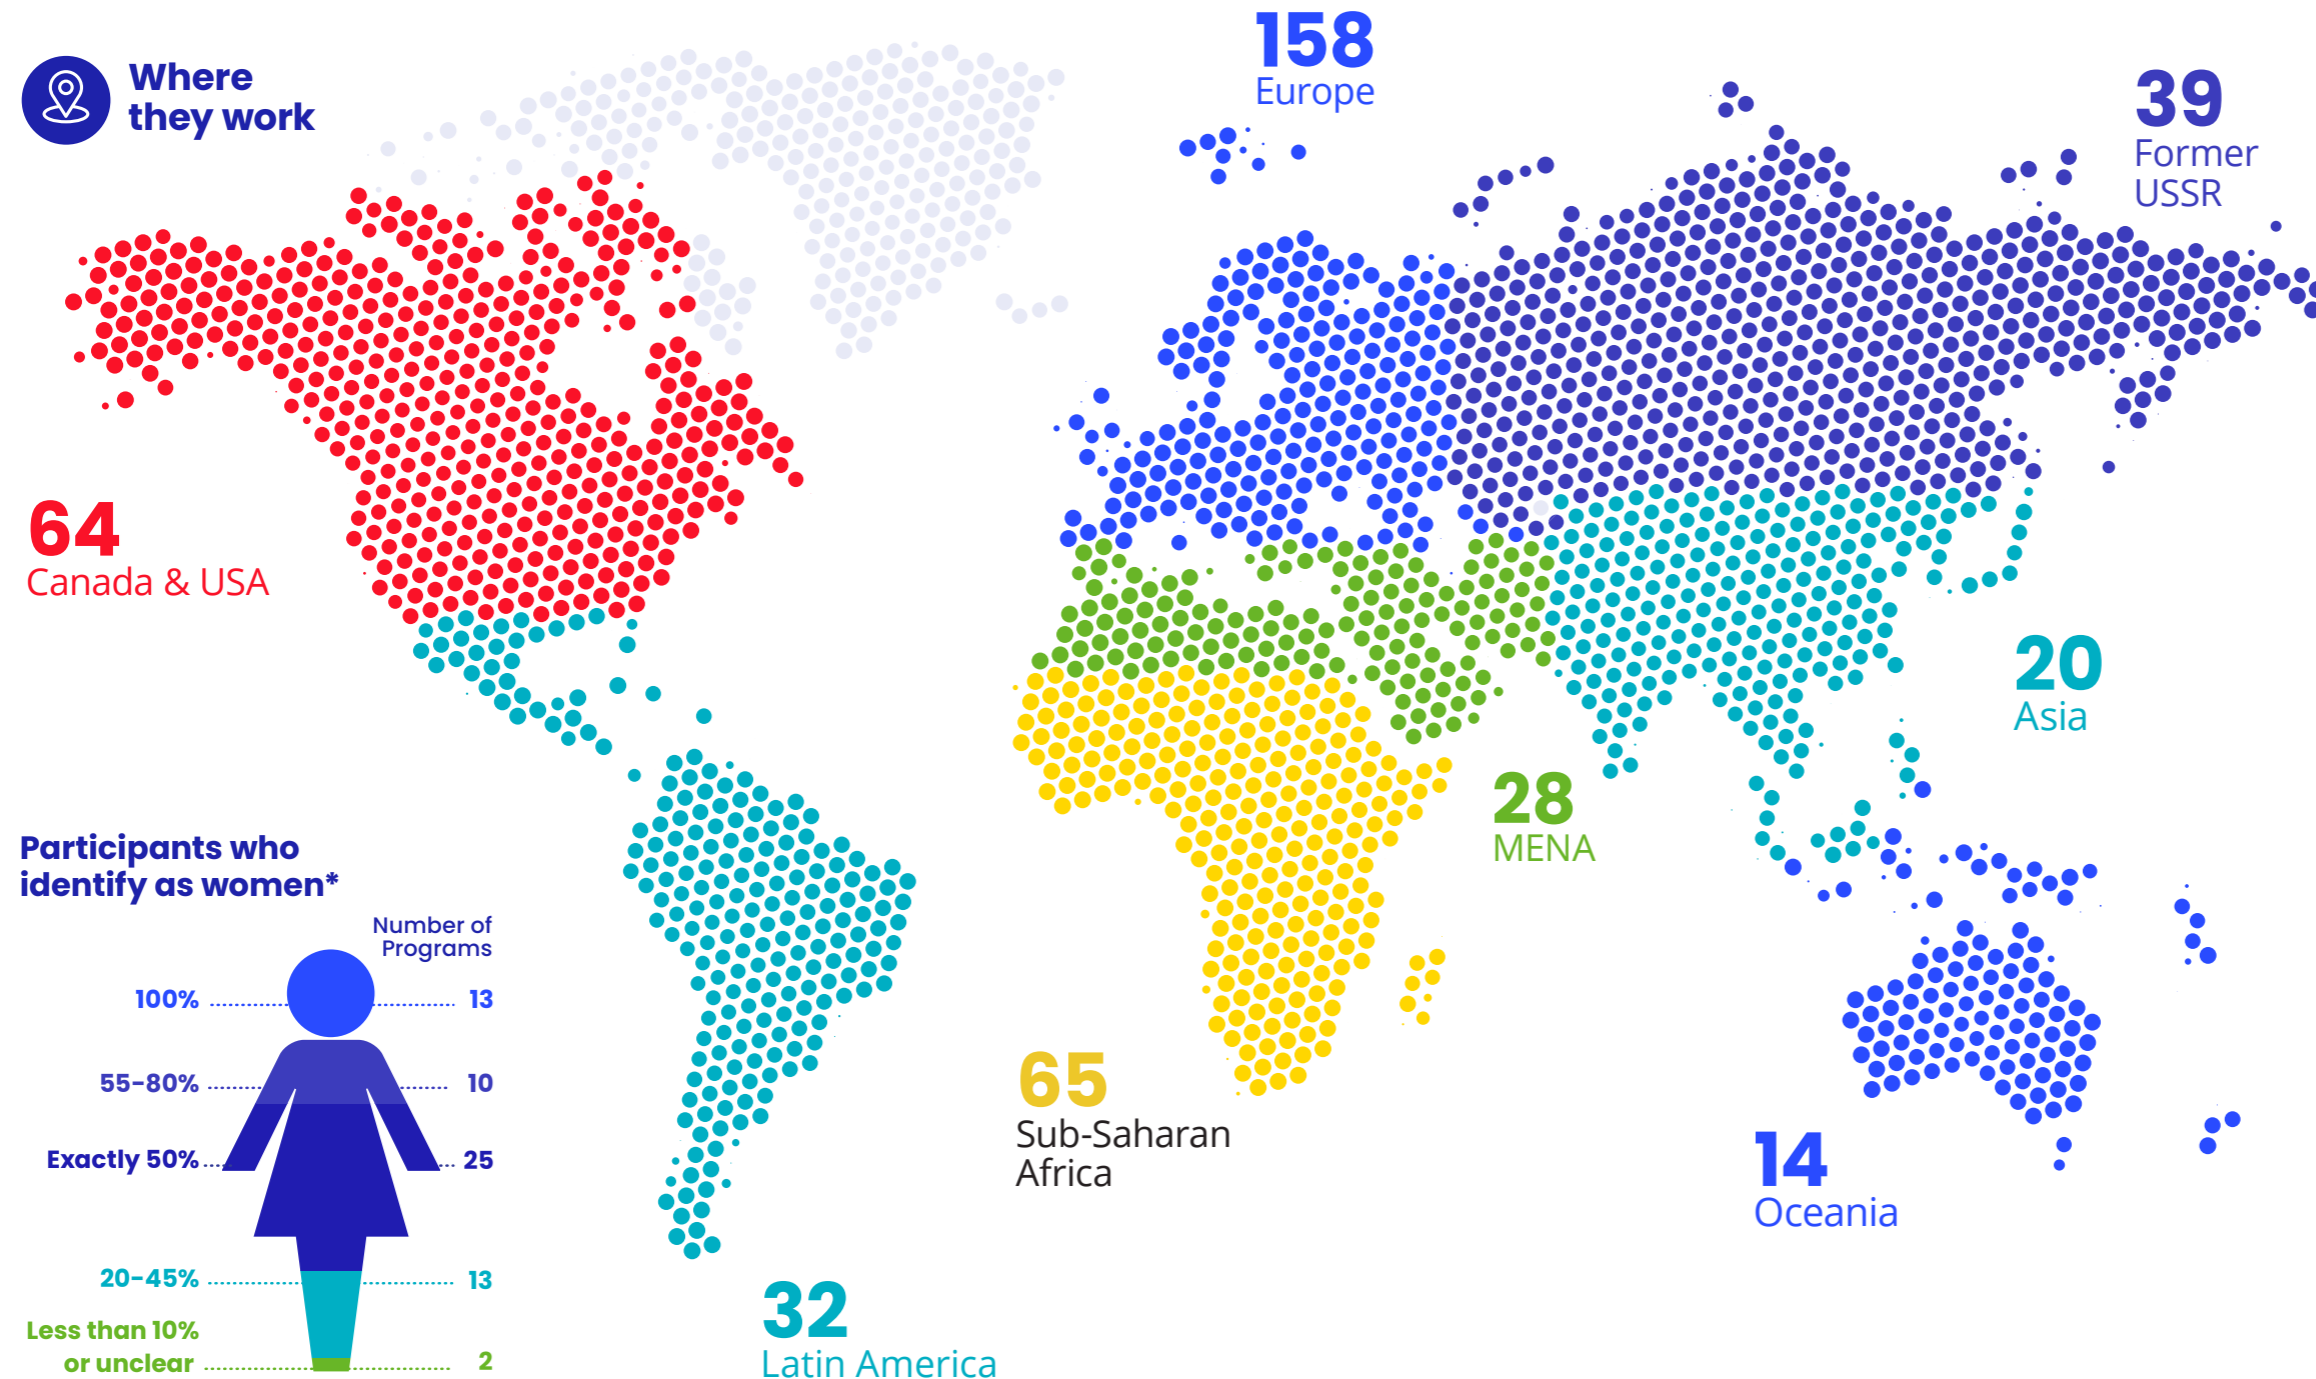 Where
they work
158
Europe
39
Former
USSR
64
Canada & USA
20
Asia
28
MENA
65
Sub-Saharan
Africa
14
Oceania
32
Latin America
Participants who
identify as women*
Number of
Programs
100% 13
55-80% 10
Exactly 50% 25
20-45% 13
Less than 10%
or unclear 2